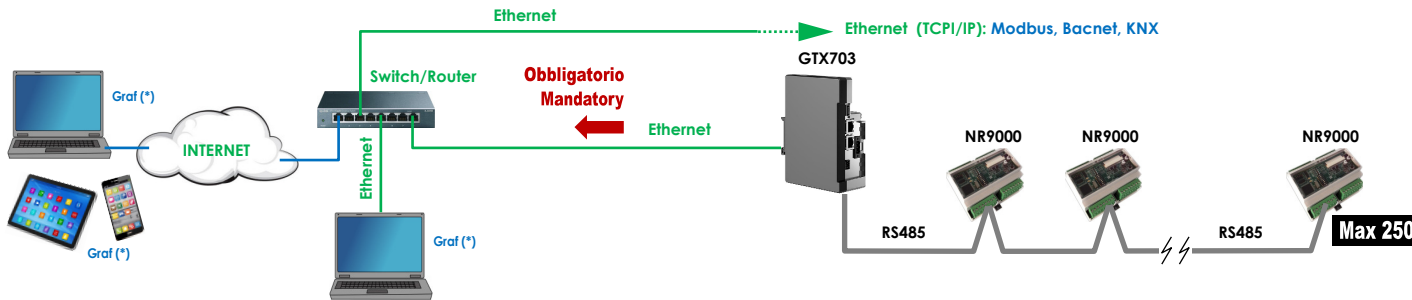 Ethernet
Ethernet (TCPI/IP): Modbus, Bacnet, KNX
GTX703
Switch/Router
Obbligatorio
Mandatory
Graf (*)
Ethernet
INTERNET
Ethernet
NR9000
NR9000
NR9000
Graf (*)
Graf (*)
RS485
RS485
Max 250